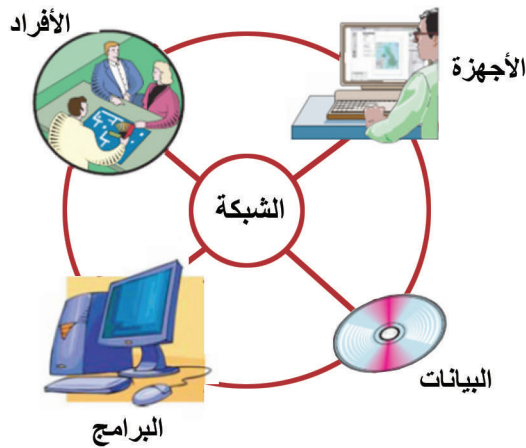 الأفراد
الأجهزة
الشبكة
البيانات
البرامج